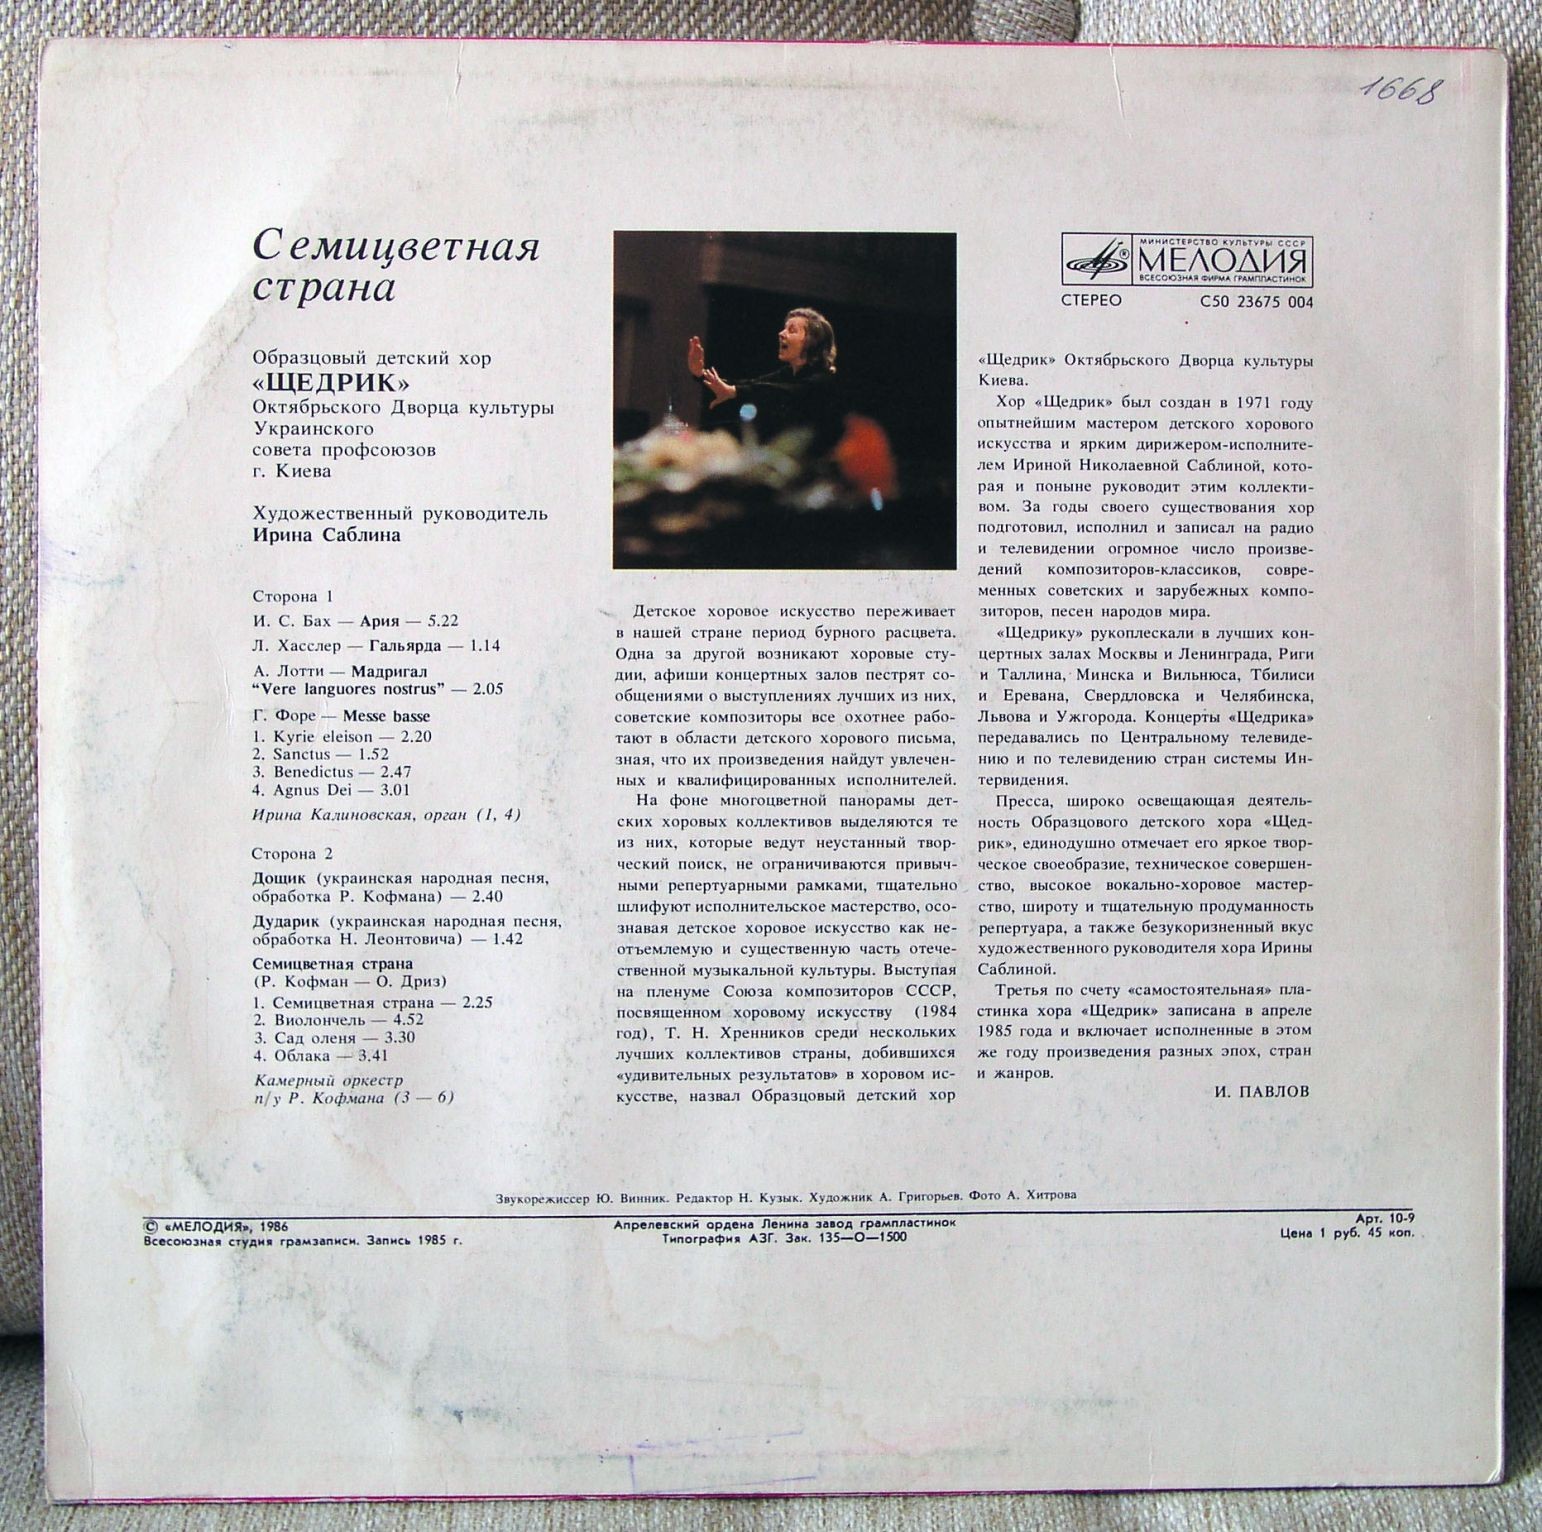 1668
Семицветная
страна
Образцовый детский хор
«ЩЕДРИК»
Октябрьского Дворца культуры
Украинского
совета профсоюзов
г. Киева
Художественный руководитель
Ирина Саблина
Сторона 1
И. С. Бах — Ария — 5.22
Л. Хасслер — Гальярда — 1.14
А. Лотти — Мадригал
“Vere languores nostrus” — 2.05
Г. Форе — Messe basse
1. Kyrie eleison — 2.20
2. Sanctus — 1.52
3. Benedictus — 2.47
4. Agnus Dei — 3.01
Ирина Калиновская, орган (1, 4)
Сторона 2
Дощик (украинская народная песня,
обработка Р. Кофмана) — 2.40
Дударик (украинская народная песня,
обработка Н. Леонтовича) — 1.42
Семицветная страна
(Р. Кофман — О. Дриз)
1. Семицветная страна — 2.25
2. Виолончель — 4.52
3. Сад оленя — 3.30
4. Облака — 3.41
Камерный оркестр
п/у Р. Кофмана (3 — 6)
Детское хоровое искусство переживает
в нашей стране период бурного расцвета.
Одна за другой возникают хоровые сту-
дии, афиши концертных залов пестрят со-
общениями о выступлениях лучших из них,
советские композиторы все охотнее рабо-
тают в области детского хорового письма,
зная, что их произведения найдут увлечен-
ных и квалифицированных исполнителей.
На фоне многоцветной панорамы дет-
ских хоровых коллективов выделяются те
из них, которые ведут неустанный твор-
ческий поиск, не ограничиваются привыч-
ными репертуарными рамками, тщательно
шлифуют исполнительское мастерство, осо-
знавая детское хоровое искусство как не-
отъемлемую и существенную часть отече-
ственной музыкальной культуры. Выступая
на пленуме Союза композиторов СССР,
посвященном хоровому искусству (1984
год), Т. Н. Хренников среди нескольких
лучших коллективов страны, добившихся
«удивительных результатов» в хоровом ис-
кусстве, назвал Образцовый детский хор
МИНИСТЕРСТВО КУЛЬТУРЫ СССР
МЕЛОДИЯ
ВСЕСОЮЗНАЯ ФИРМА ГРАМПЛАСТИНОК
СТЕРЕО С50 23675 004
«Щедрик» Октябрьского Дворца культуры
Киева.
Хор «Щедрик» был создан в 1971 году
опытнейшим мастером детского хорового
искусства и ярким дирижером-исполните-
лем Ириной Николаевной Саблиной, кото-
рая и поныне руководит этим коллекти-
вом. За годы своего существования хор
подготовил, исполнил и записал на радио
и телевидении огромное число произве-
дений композиторов-классиков, совре-
менных советских и зарубежных компо-
зиторов, песен народов мира.
«Щедрику» рукоплескали в лучших кон-
цертных залах Москвы и Ленинграда, Риги
и Таллина, Минска и Вильнюса, Тбилиси
и Еревана, Свердловска и Челябинска,
Львова и Ужгорода. Концерты «Щедрика»
передавались по Центральному телевиде-
нию и по телевидению стран системы Ин-
тервидения.
Пресса, широко освещающая деятель-
ность Образцового детского хора «Щед-
рик», единодушно отмечает его яркое твор-
ческое своеобразие, техническое совершен-
ство, высокое вокально-хоровое мастер-
ство, широту и тщательную продуманность
репертуара, а также безукоризненный вкус
художественного руководителя хора Ирины
Саблиной.
Третья по счету «самостоятельная» пла-
стинка хора «Щедрик» записана в апреле
1985 года и включает исполненные в этом
же году произведения разных эпох, стран
и жанров.
И. ПАВЛОВ
Звукорежиссер Ю. Винник. Редактор Н. Кузык. Художник А. Григорьев. Фото А. Хитрова
© «МЕЛОДИЯ», 1986
Всесоюзная студия грамзаписи. Запись 1985 г.
Апрелевский ордена Ленина завод грампластинок
Типография АЗГ. Зак. 135—О—1500
Арт. 10-9
Цена 1 руб. 45 коп.